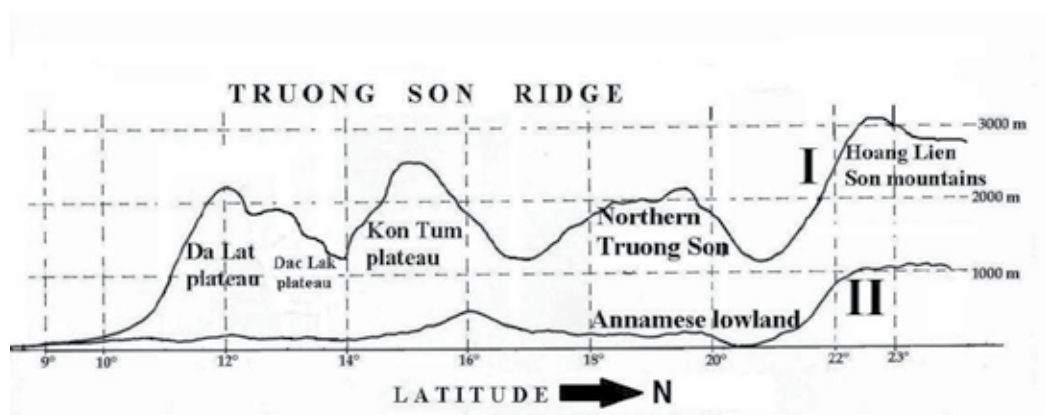 TRUONG SON RIDGE
3000 m
I
Hoang Lien
Son mountains
2000 m
Kon Tum
plateau
Northern
Truong Son
Da Lat
plateau
Dac Lak
plateau
1000 m
II
Annamese lowland
9° 10° 12° 14° 16° 18° 20° 22° 23°
LATITUDE N